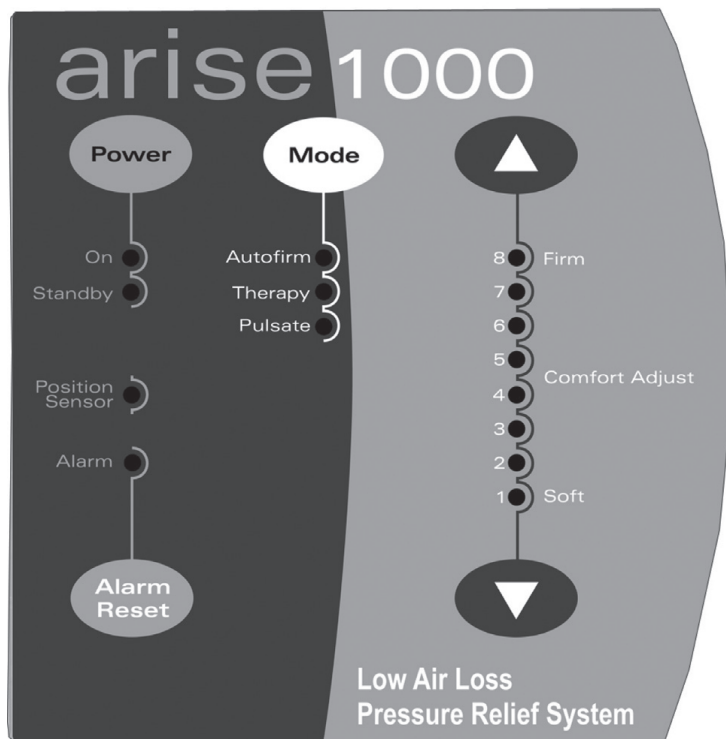 arise 1000
Power
On
Standby
Position
Sensor
Alarm
Alarm
Reset
Mode
Autofirm
Therapy
Pulsate
8 Firm
7
6
5
Comfort Adjust
4
3
2
1 Soft
Low Air Loss
Pressure Relief System